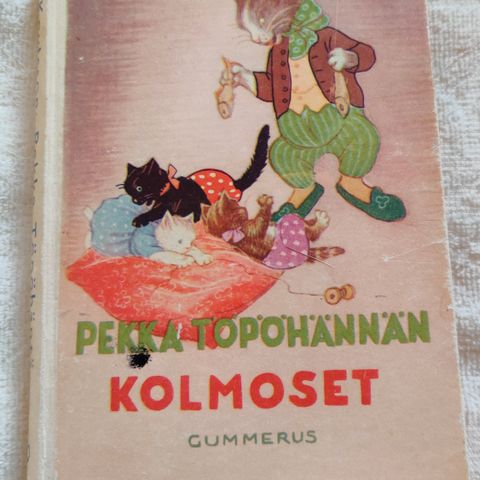 PEKKA TÖPÖHÄNNÄN
KOLMOSET
GUMMERUS